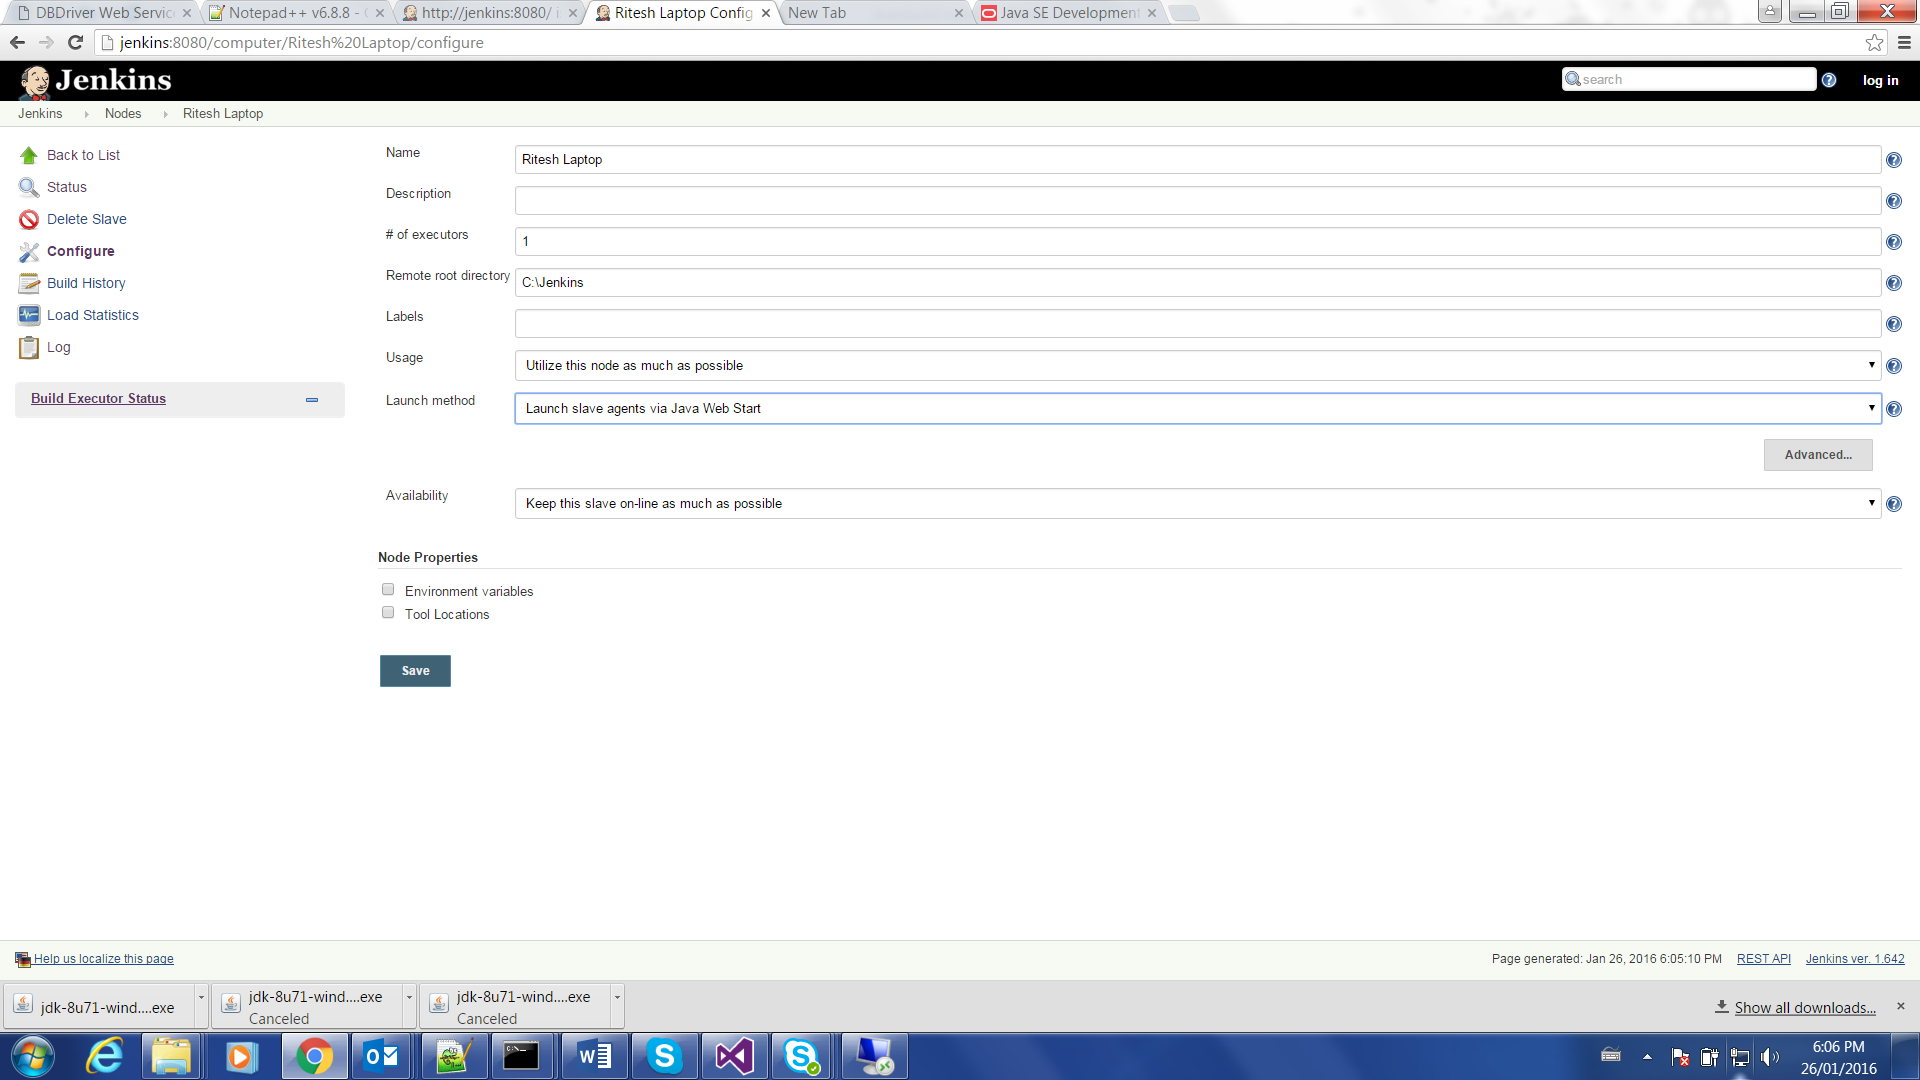 DBDriver Web Servic
Notepad++ v6.8.8 -
http://jenkins:8080/
Ritesh Laptop Config
New Tab
Java SE Development
jenkins:8080/computer/Ritesh%20Laptop/configure
Jenkins
search
log in
Jenkins
Nodes
Ritesh Laptop
Back to List
Status
Delete Slave
Configure
Build History
Load Statistics
Log
Build Executor Status
Name
Ritesh Laptop
Description
# of executors
1
Remote root directory
C:\Jenkins
Labels
Usage
Utilize this node as much as possible
Launch method
Launch slave agents via Java Web Start
Advanced...
Availability
Keep this slave on-line as much as possible
Node Properties
Environment variables
Tool Locations
Save
Help us localize this page
Page generated: Jan 26, 2016 6:05:10 PM
REST API
Jenkins ver. 1.642
jdk-8u71-wind....exe
jdk-8u71-wind....exe
Canceled
jdk-8u71-wind....exe
Canceled
Show all downloads...
6:06 PM
26/01/2016